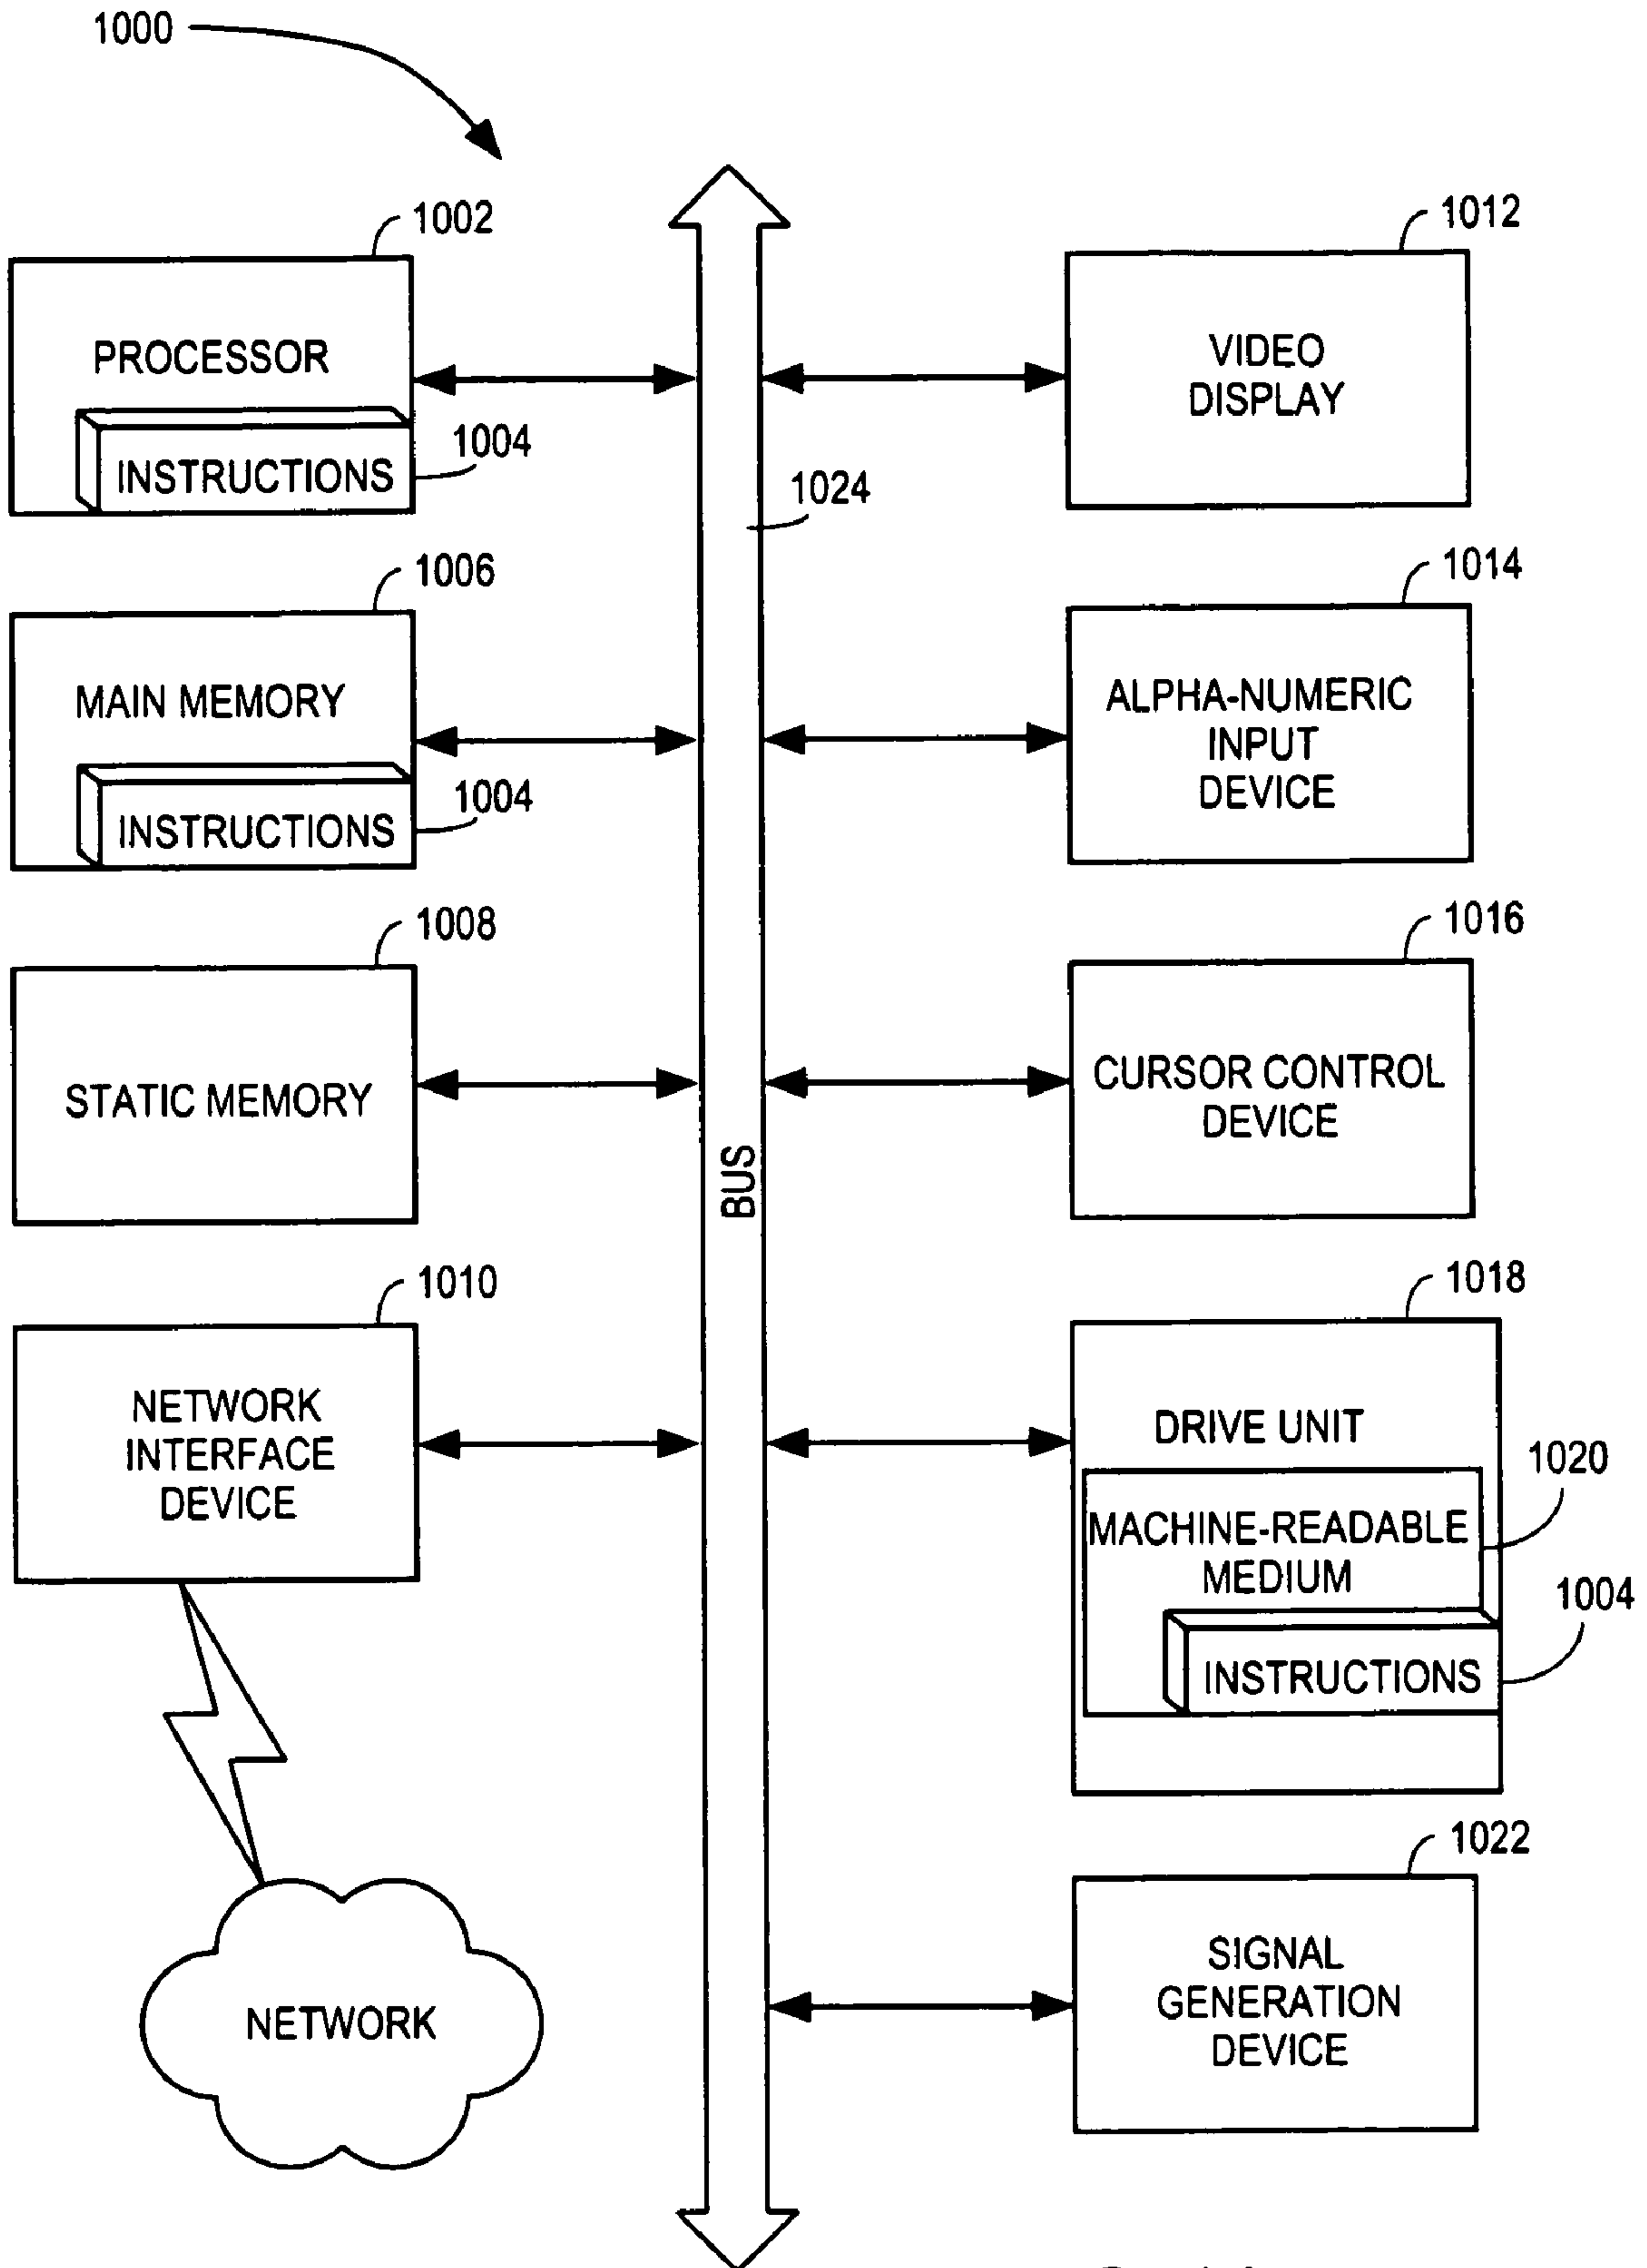 1000
1002
PROCESSOR
1004
INSTRUCTIONS
1006
MAIN MEMORY
1004
INSTRUCTIONS
1008
STATIC MEMORY
1010
NETWORK
INTERFACE
DEVICE
NETWORK
1024
BUS
1012
VIDEO
DISPLAY
1014
ALPHA-NUMERIC
INPUT
DEVICE
1016
CURSOR CONTROL
DEVICE
1018
DRIVE UNIT
1020
MACHINE-READABLE
MEDIUM
1004
INSTRUCTIONS
1022
SIGNAL
GENERATION
DEVICE